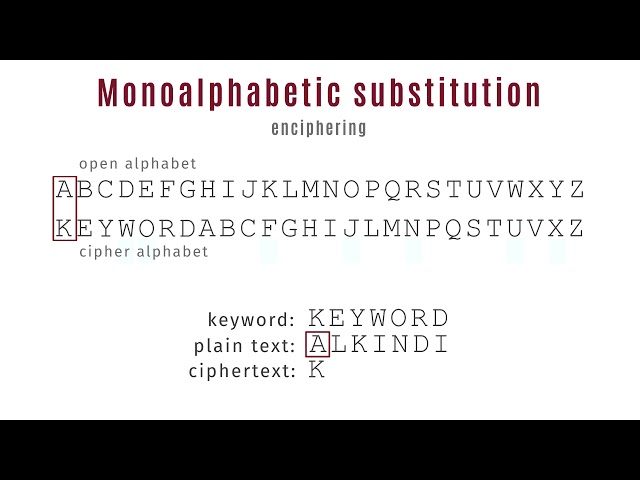 Monoalphabetic substitution
enciphering
open alphabet
ABCDEFGHIJKLMNOPQRSTUVWXYZ
KEYWORDABCFGHIJLMNPQSTUVXZ
cipher alphabet
keyword: KEYWORD
plain text: ALKINDI
ciphertext: K